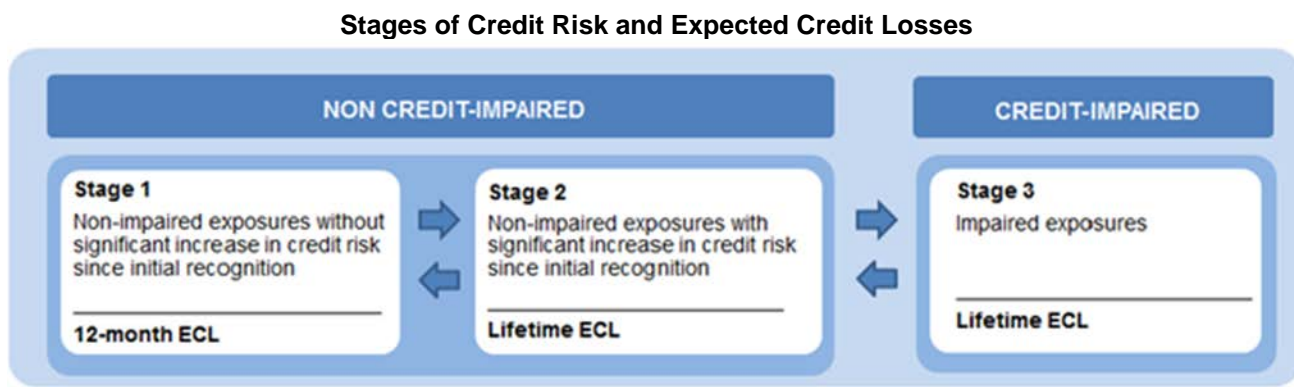 Stages of Credit Risk and Expected Credit Losses
NON CREDIT-IMPAIRED
CREDIT-IMPAIRED
Stage 1
Non-impaired exposures without
significant increase in credit risk
since initial recognition
12-month ECL
Stage 2
Non-impaired exposures with
significant increase in credit risk
since initial recognition
Lifetime ECL
Stage 3
Impaired exposures
Lifetime ECL